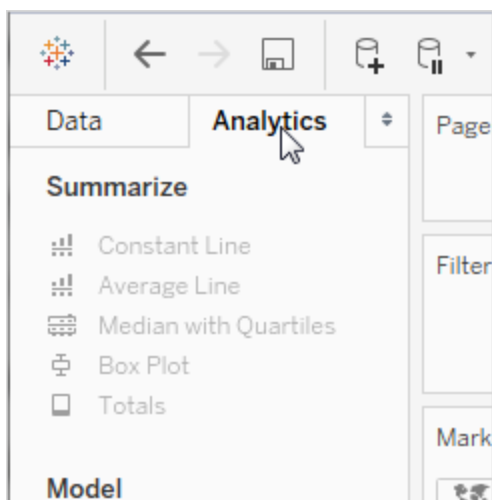 Data
Analytics
Page
Summarize
Constant Line
Average Line
Median with Quartiles
Box Plot
Totals
Filter
Mark
Model